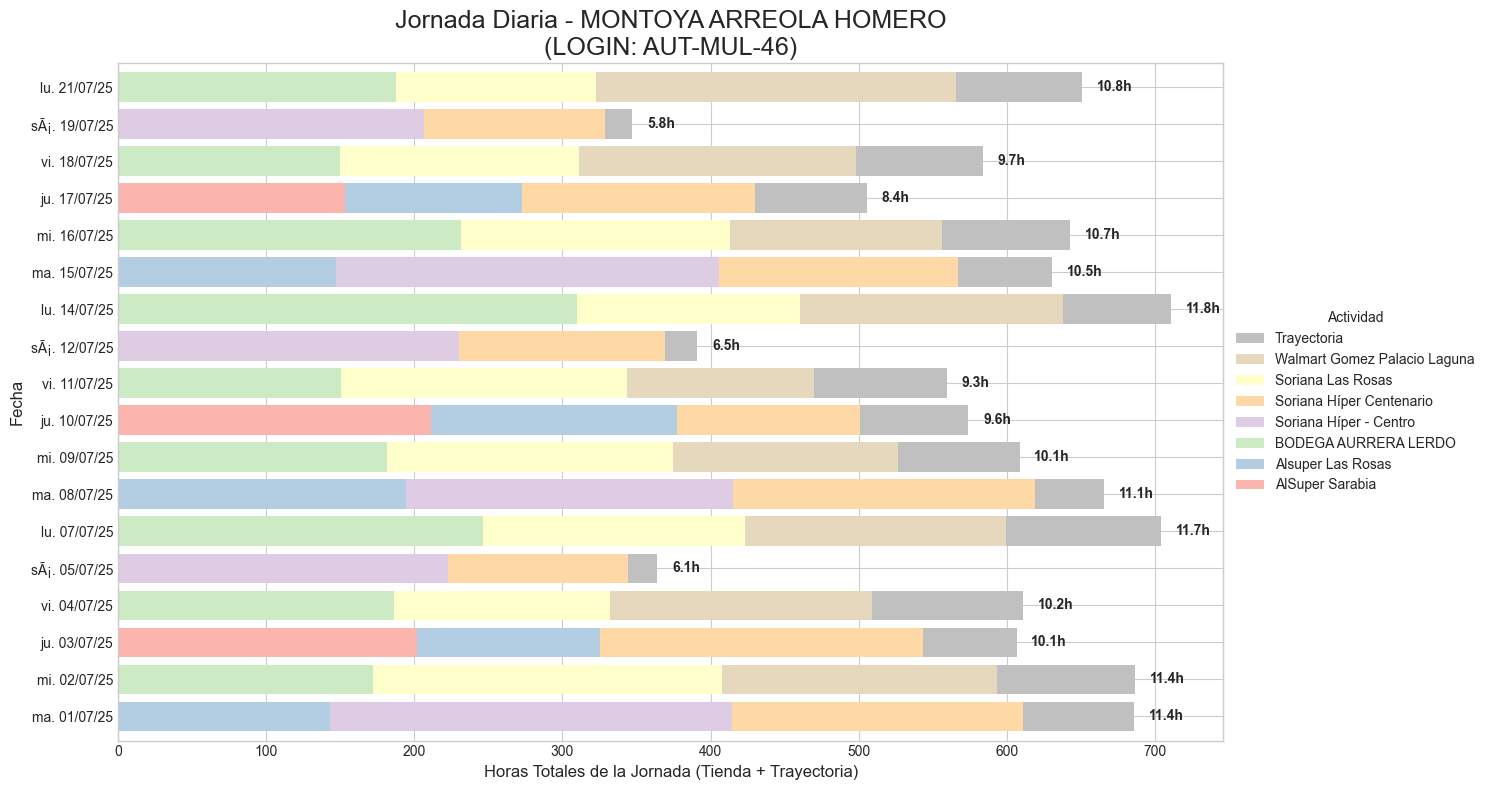 Jornada Diaria - MONTOYA ARREOLA HOMERO
(LOGIN: AUT-MUL-46)
Fecha
lu. 21/07/25
10.8h
sÃ¡. 19/07/25
5.8h
vi. 18/07/25
9.7h
ju. 17/07/25
8.4h
mi. 16/07/25
10.7h
ma. 15/07/25
10.5h
lu. 14/07/25
11.8h
sÃ¡. 12/07/25
6.5h
vi. 11/07/25
9.3h
ju. 10/07/25
9.6h
mi. 09/07/25
10.1h
ma. 08/07/25
11.1h
lu. 07/07/25
11.7h
sÃ¡. 05/07/25
6.1h
vi. 04/07/25
10.2h
ju. 03/07/25
10.1h
mi. 02/07/25
11.4h
ma. 01/07/25
11.4h
0 100 200 300 400 500 600 700
Horas Totales de la Jornada (Tienda + Trayectoria)
Actividad
Trayectoria
Walmart Gomez Palacio Laguna
Soriana Las Rosas
Soriana Híper Centenario
Soriana Híper - Centro
BODEGA AURRERA LERDO
Alsuper Las Rosas
AlSuper Sarabia